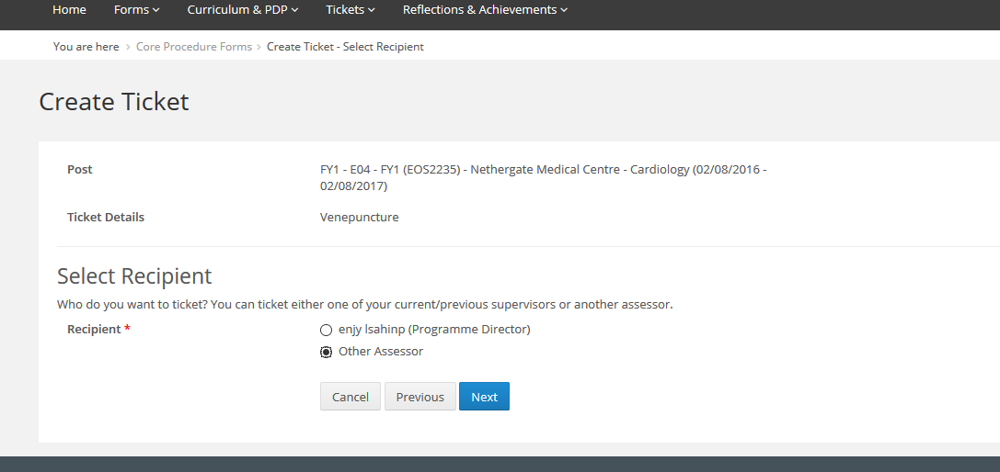 Home Forms Curriculum & PDP Tickets Reflections & Achievements
You are here > Core Procedure Forms > Create Ticket - Select Recipient
Create Ticket
Post FY1 - E04 - FY1 (EOS2235) - Nethergate Medical Centre - Cardiology (02/08/2016 -
02/08/2017)
Ticket Details Venepuncture
Select Recipient
Who do you want to ticket? You can ticket either one of your current/previous supervisors or another assessor.
Recipient * enjy lsahinp (Programme Director)
Other Assessor
Cancel Previous Next